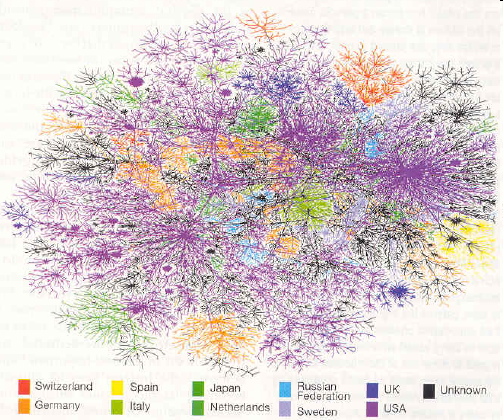 Switzerland
Germany
Spain
Italy
Japan
Netherlands
Russian
Federation
Sweden
UK
USA
Unknown